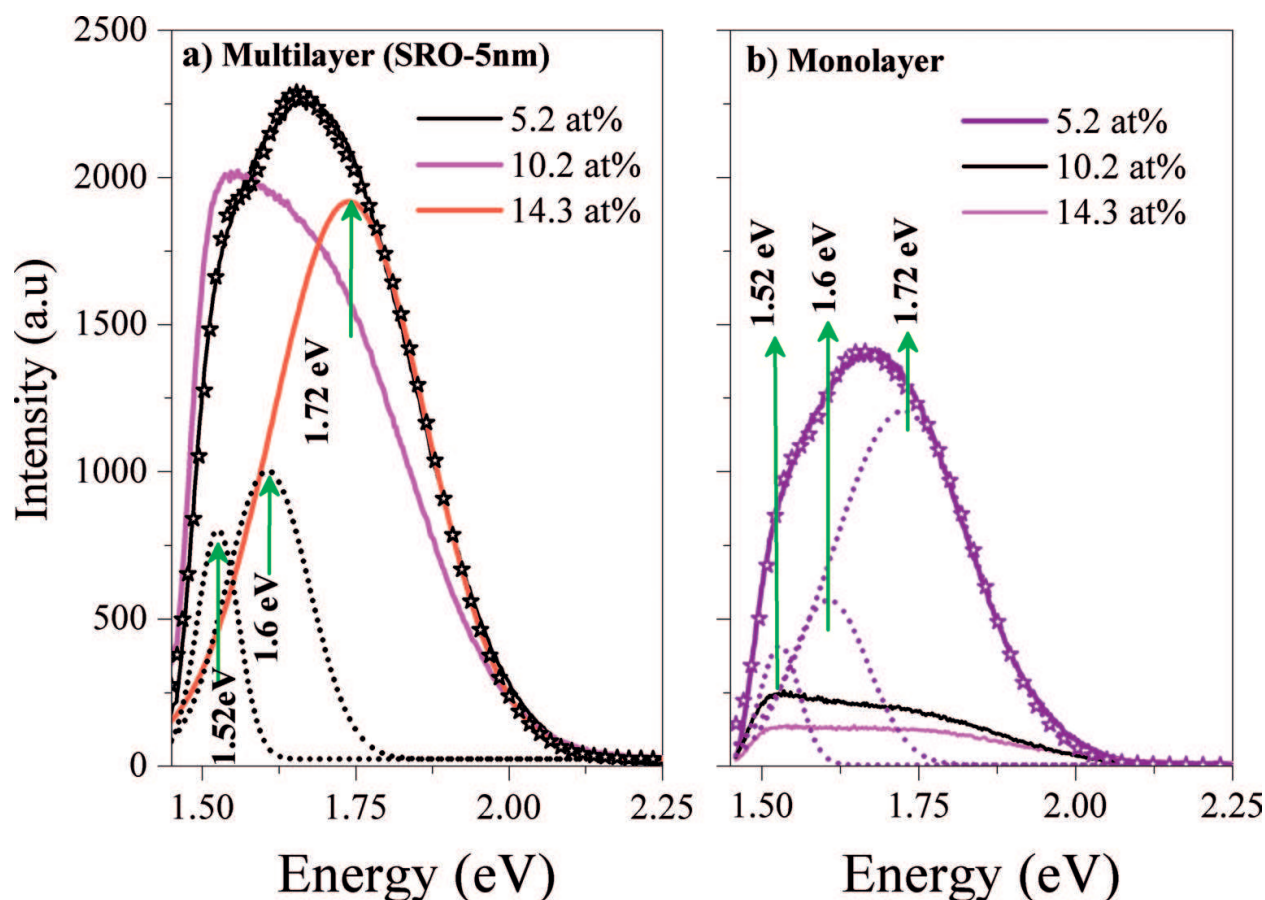 a) Multilayer (SRO-5nm)
5.2 at%
10.2 at%
14.3 at%
1.72 eV
1.6 eV
1.52eV
2500
2000
1500
1000
500
0
Intensity (a.u)
1.50
1.75
2.00
2.25
Energy (eV)
b) Monolayer
5.2 at%
10.2 at%
14.3 at%
1.52 eV
1.6 eV
1.72 eV
1.50
1.75
2.00
2.25
Energy (eV)